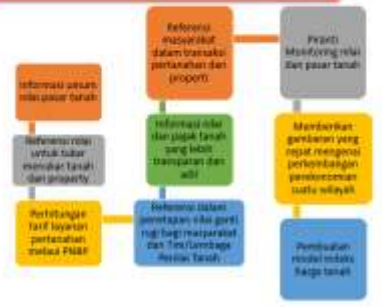 Informasi umum
nilai pasar tanah
Referensi nilai
untuk tukar
menukar tanah
dan property
Perhitungan
tarif layanan
pertanahan
melaui PNBP
Referensi dalam
penetapan nilai ganti
rugi bagi masyarakat
dan Tim/Lembaga
Penilai Tanah
Informasi nilai
dan pajak tanah
yang lebih
transparan dan
adil
Referensi
masyarakat
dalam transaksi
pertanahan dan
properti
Piranti
Monitoring nilai
dan pasar tanah
Memberikan
gambaran yang
cepat mengenai
perkembangan
perekonomian
suatu wilayah
Pembuatan
model indeks
harga tanah